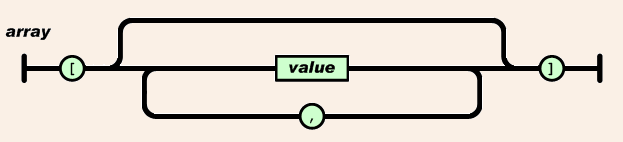 array
[ value ]
,